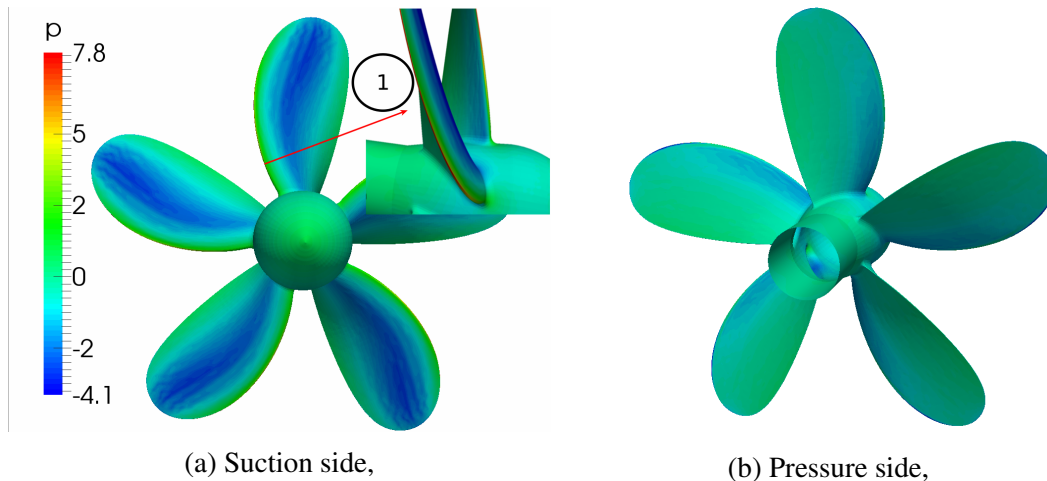 p
7.8
5
2
0
-2
-4.1
1
(a) Suction side,
(b) Pressure side,